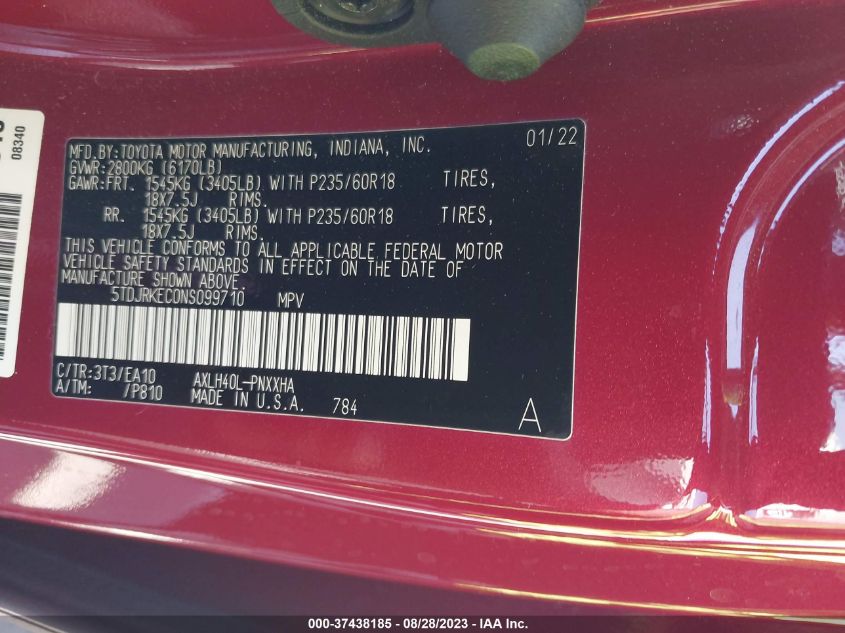 MFD.BY:TOYOTA MOTOR MANUFACTURING, INDIANA, INC. 01/22
GVWR:2800KG (6170LB)
GAWR:FRT. 1545KG (3405LB) WITH P235/60R18 TIRES,
18X7.5J RIMS.
RR. 1545KG (3405LB) WITH P235/60R18 TIRES,
18X7.5J RIMS.
THIS VEHICLE CONFORMS TO ALL APPLICABLE FEDERAL MOTOR
VEHICLE SAFETY STANDARDS IN EFFECT ON THE DATE OF
MANUFACTURE SHOWN ABOVE.
5TDJRKEC0NS099710 MPV
C/TR:3T3/EA10 AXLH40L-PNXXHA
A/TM: /P810 MADE IN U.S.A. 784
A
08340
000-37438185 - 08/28/2023 - IAA Inc.